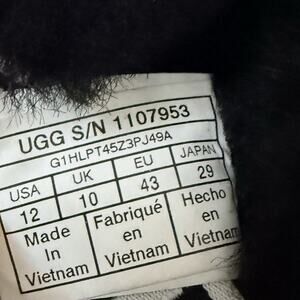 UGG S/N 1107953
G1HLPT45Z3PJ49A
USA UK EU JAPAN
12 10 43 29
Made Fabriqué Hecho
In en en
Vietnam Vietnam Vietnam